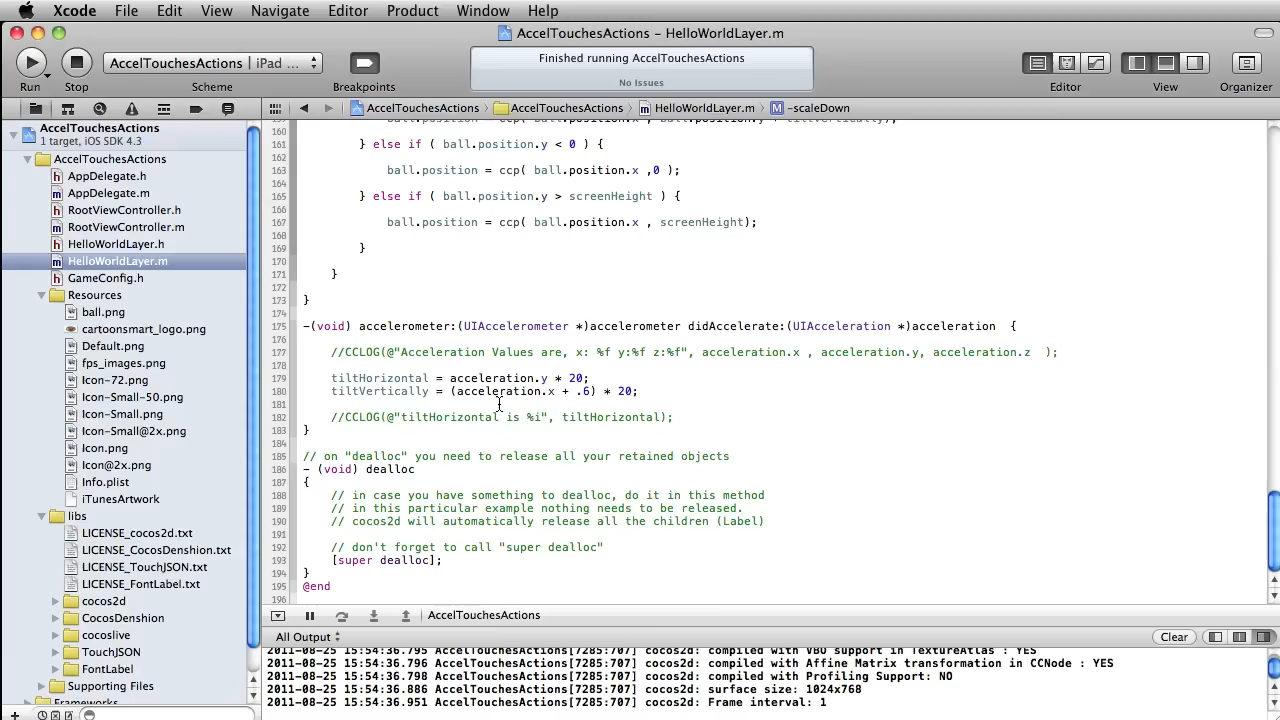 Xcode File Edit View Navigate Editor Product Window Help
AccelTouchesActions – HelloWorldLayer.m
AccelTouchesActions | iPad ...
Finished running AccelTouchesActions
No Issues
Run Stop Scheme Breakpoints Editor View Organizer
AccelTouchesActions AccelTouchesActions HelloWorldLayer.m M -scaleDown
AccelTouchesActions
1 target, iOS SDK 4.3
AccelTouchesActions
h AppDelegate.h
m AppDelegate.m
h RootViewController.h
m RootViewController.m
h HelloWorldLayer.h
m HelloWorldLayer.m
h GameConfig.h
Resources
ball.png
cartoonsmart_logo.png
Default.png
fps_images.png
Icon-72.png
Icon-Small-50.png
Icon-Small.png
Icon-Small@2x.png
Icon.png
Icon@2x.png
Info.plist
iTunesArtwork
libs
LICENSE_cocos2d.txt
LICENSE_CocosDenshion.txt
LICENSE_TouchJSON.txt
LICENSE_FontLabel.txt
cocos2d
CocosDenshion
cocoslive
TouchJSON
FontLabel
Supporting Files
Frameworks
159 ball.position = ccp( ball.position.x , ball.position.y + tiltVertically);
160
161 } else if ( ball.position.y < 0 ) {
162
163 ball.position = ccp( ball.position.x ,0 );
164
165 } else if ( ball.position.y > screenHeight ) {
166
167 ball.position = ccp( ball.position.x , screenHeight);
168
169 }
170
171 }
172
173 }
174
175 -(void) accelerometer:(UIAccelerometer *)accelerometer didAccelerate:(UIAcceleration *)acceleration {
176
177 //CCLOG(@"Acceleration Values are, x: %f y:%f z:%f", acceleration.x , acceleration.y, acceleration.z );
178
179 tiltHorizontal = acceleration.y * 20;
180 tiltVertically = (acceleration.x + .6) * 20;
181
182 //CCLOG(@"tiltHorizontal is %i", tiltHorizontal);
183 }
184
185 // on "dealloc" you need to release all your retained objects
186 - (void) dealloc
187 {
188 // in case you have something to dealloc, do it in this method
189 // in this particular example nothing needs to be released.
190 // cocos2d will automatically release all the children (Label)
191
192 // don't forget to call "super dealloc"
193 [super dealloc];
194 }
195 @end
196
AccelTouchesActions
All Output
Clear
2011-08-25 15:54:36.795 AccelTouchesActions[7285:707] cocos2d: compiled with VBO support in TextureAtlas : YES
2011-08-25 15:54:36.796 AccelTouchesActions[7285:707] cocos2d: compiled with Affine Matrix transformation in CCNode : YES
2011-08-25 15:54:36.798 AccelTouchesActions[7285:707] cocos2d: compiled with Profiling Support: NO
2011-08-25 15:54:36.886 AccelTouchesActions[7285:707] cocos2d: surface size: 1024x768
2011-08-25 15:54:36.951 AccelTouchesActions[7285:707] cocos2d: Frame interval: 1